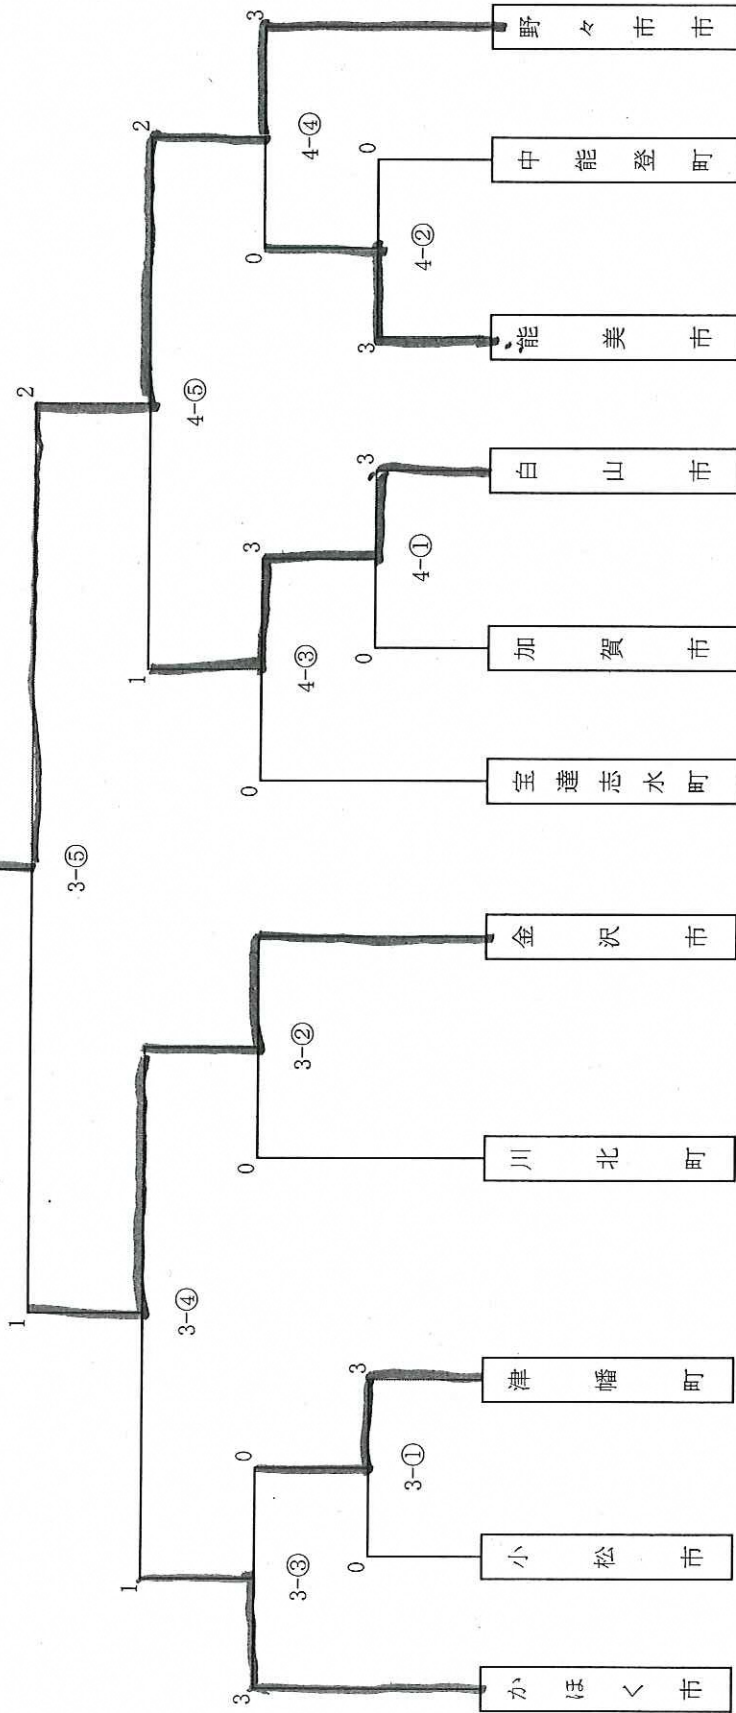 2
1
3-⑤
2
1
4-⑤
1
3-④
3
0
4-④
3
0
4-③
0
3-②
0
3
3-③
0
3
4-②
3
0
4-①
3
0
3-①
野々市市
中能登町
能美市
白山市
加賀市
宝達志水町
金沢市
川北町
津幡町
小松市
かほく市